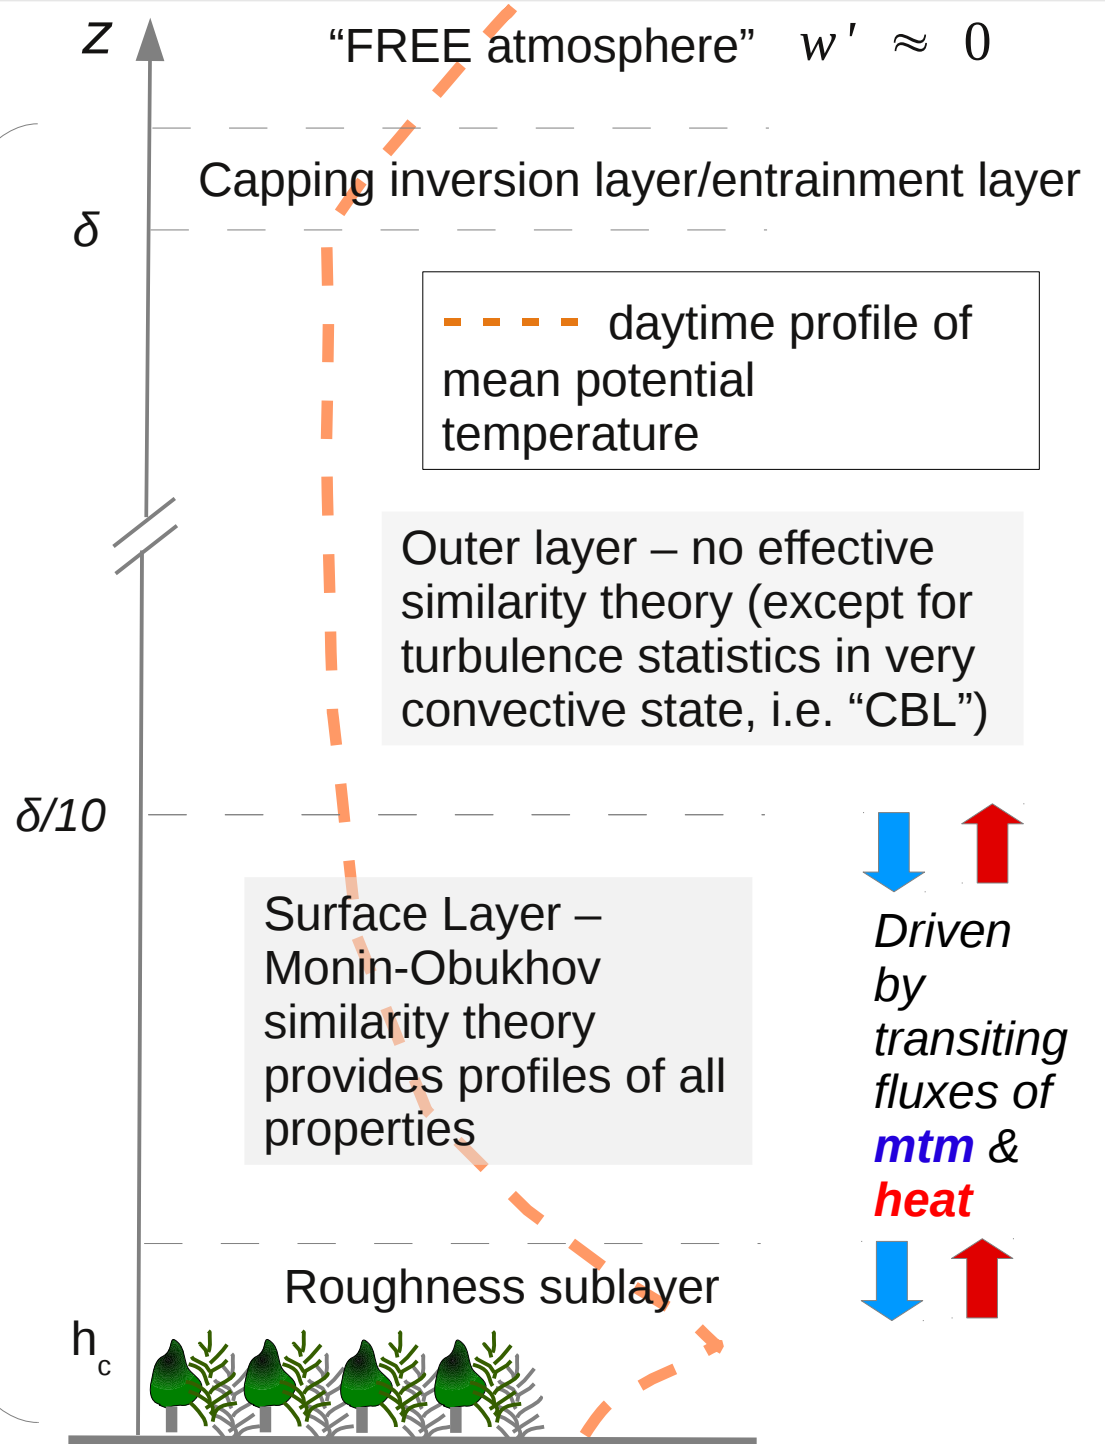 z
“FREE atmosphere” w' ≈ 0
Capping inversion layer/entrainment layer
δ
daytime profile of
mean potential
temperature
Outer layer – no effective
similarity theory (except for
turbulence statistics in very
convective state, i.e. “CBL”)
δ/10
Surface Layer –
Monin-Obukhov
similarity theory
provides profiles of all
properties
Driven
by
transiting
fluxes of
mtm &
heat
Roughness sublayer
hc